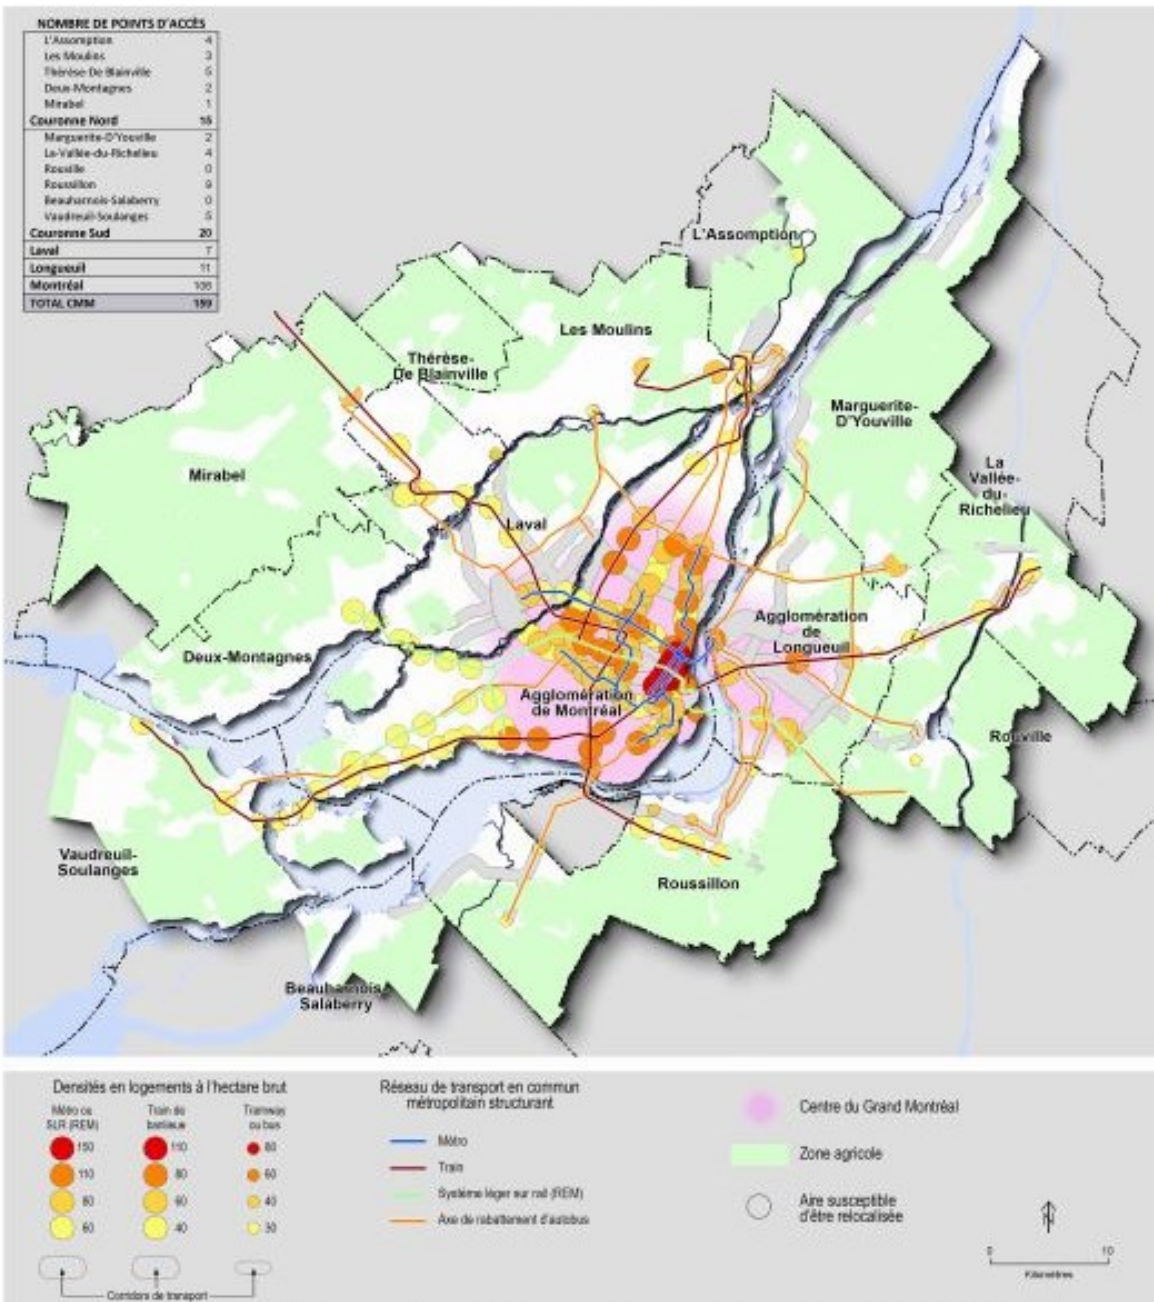 NOMBRE DE POINTS D'ACCÈS
L'Assomption 4
Les Moulins 3
Thérèse-De Blainville 5
Deux-Montagnes 2
Mirabel 1
Couronne Nord 15
Marguerite-D'Youville 2
La-Vallée-du-Richelieu 4
Rouville 0
Roussillon 9
Beauharnois-Salaberry 0
Vaudreuil-Soulanges 5
Couronne Sud 20
Laval 7
Longueuil 11
Montréal 106
TOTAL CMM 159
L'Assomption
Les Moulins
Thérèse-
De Blainville
Marguerite-
D'Youville
Mirabel
La
Vallée-
du-
Richelieu
Laval
Agglomération
de
Longueuil
Deux-Montagnes
Agglomération
de Montréal
Rouville
Vaudreuil-
Soulanges
Roussillon
Beauharnois-
Salaberry
Densités en logements à l'hectare brut
Métro ou
SLR (REM)
150
110
80
60
Train de
banlieue
110
80
60
40
Tramway
ou bus
80
60
40
30
Corridors de transport
Réseau de transport en commun
métropolitain structurant
Métro
Train
Système léger sur rail (REM)
Axe de rabattement d'autobus
Centre du Grand Montréal
Zone agricole
Aire susceptible
d'être relocalisée
N
0 10
Kilomètres